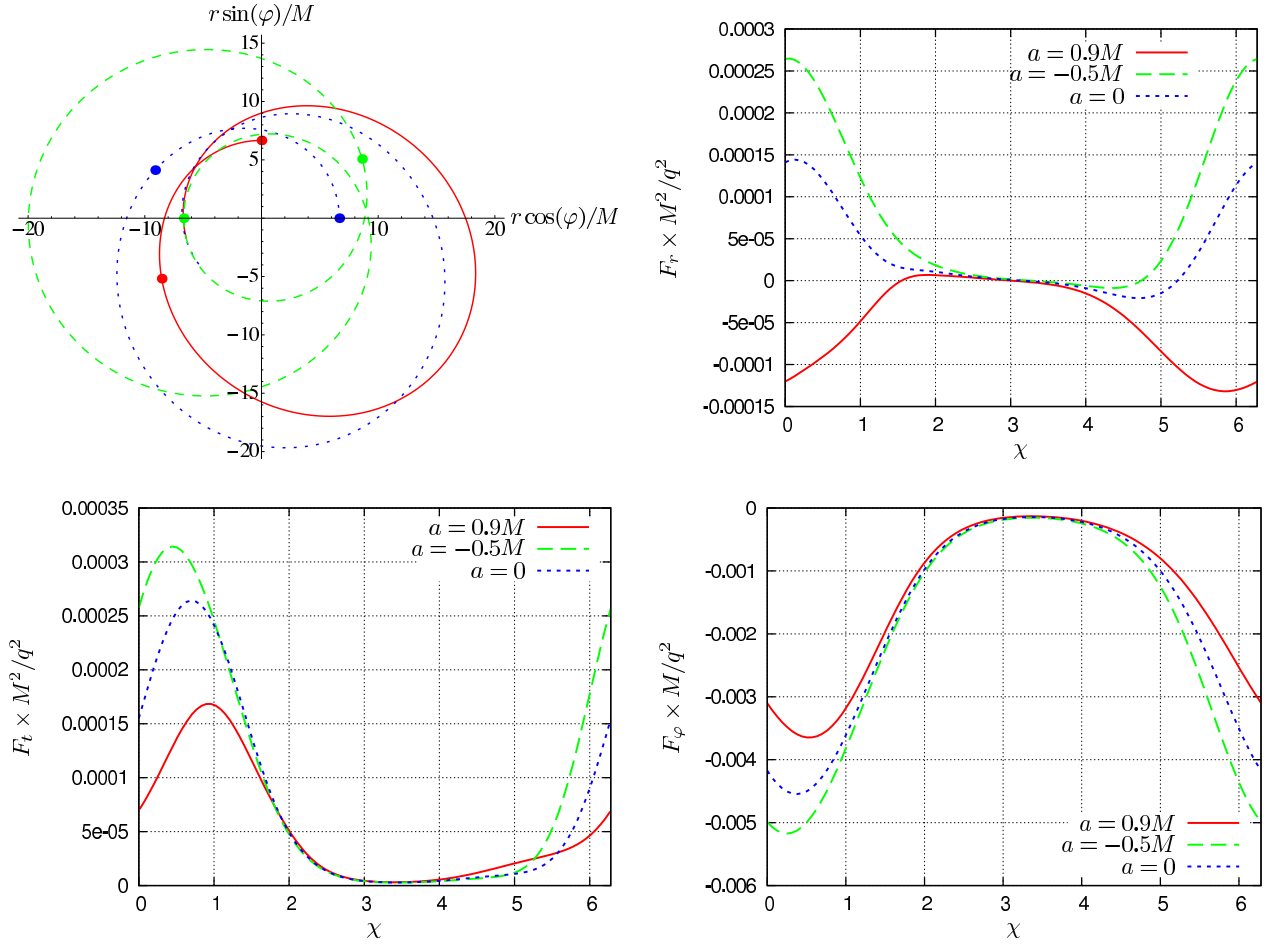 r sin(φ)/M
15
10
5
−20
−10
10
20
r cos(φ)/M
−5
−10
−15
−20
0.0003
0.00025
0.0002
0.00015
0.0001
5e-05
0
-5e-05
-0.0001
-0.00015
F_r × M²/q²
a = 0.9M
a = −0.5M
a = 0
0 1 2 3 4 5 6
χ
0.00035
0.0003
0.00025
0.0002
0.00015
0.0001
5e-05
0
F_t × M²/q²
a = 0.9M
a = −0.5M
a = 0
0 1 2 3 4 5 6
χ
0
-0.001
-0.002
-0.003
-0.004
-0.005
-0.006
F_φ × M/q²
a = 0.9M
a = −0.5M
a = 0
0 1 2 3 4 5 6
χ